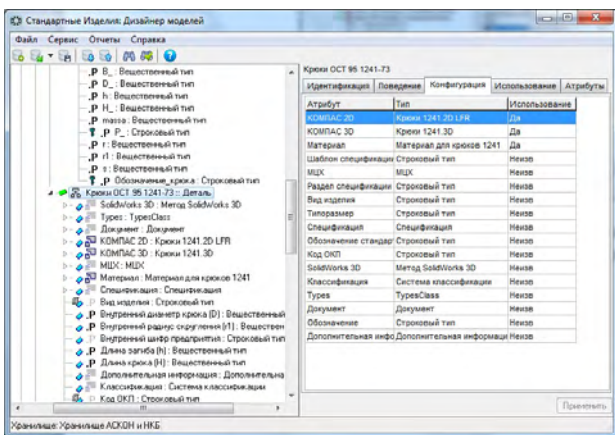 Стандартные Изделия: Дизайнер моделей
Файл Сервис Отчеты Справка
.P B_ : Вещественный тип
.P D_ : Вещественный тип
.P h : Вещественный тип
.P H_ : Вещественный тип
.P massa : Вещественный тип
.P P_ : Строковый тип
.P r : Вещественный тип
.P r1 : Вещественный тип
.P s : Вещественный тип
.P Обозначение_крюка : Строковый тип
Крюки ОСТ 95 1241-73 :: Деталь
SolidWorks 3D : Метод SolidWorks 3D
Types : TypesClass
Документ : Документ
КОМПАС 2D : Крюки 1241.2D LFR
КОМПАС 3D : Крюки 1241.3D
МЦХ : МЦХ
Материал : Материал для крюков 1241
Спецификация : Спецификация
Вид изделия : Строковый тип
.P Внутренний диаметр крюка (D) : Вещественный
.P Внутренний радиус скругления (r1) : Веществен
Внутренний шифр предприятия : Строковый тип
.P Длина загиба (h) : Вещественный тип
.P Длина крюка (H) : Вещественный тип
Дополнительная информация : Дополнительна
Классификация : Система классификации
Код ОКП : Строковый тип
Крюки ОСТ 95 1241-73
Идентификация Поведение Конфигурация Использование Атрибуты
Атрибут Тип Использование
КОМПАС 2D Крюки 1241.2D LFR Да
КОМПАС 3D Крюки 1241.3D Да
Материал Материал для крюков 1241 Да
Шаблон спецификации Строковый тип Неизв
МЦХ МЦХ Неизв
Раздел спецификации Строковый тип Неизв
Вид изделия Строковый тип Неизв
Типоразмер Строковый тип Неизв
Спецификация Спецификация Неизв
Обозначение стандарт Строковый тип Неизв
Код ОКП Строковый тип Неизв
SolidWorks 3D Метод SolidWorks 3D Неизв
Классификация Система классификации Неизв
Types TypesClass Неизв
Документ Документ Неизв
Обозначение Строковый тип Неизв
Дополнительная инфо Дополнительная информаци Неизв
Применить
Хранилище: Хранилище АСКОН и НКБ